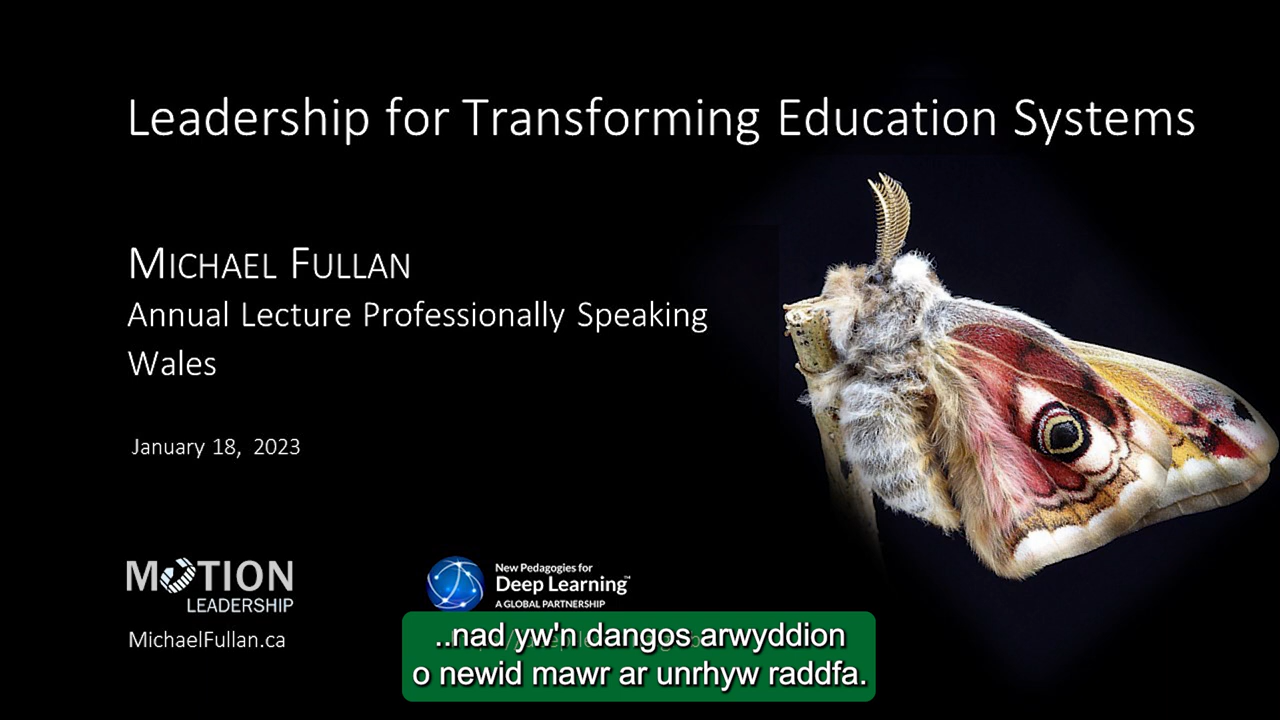 Leadership for Transforming Education Systems
MICHAEL FULLAN
Annual Lecture Professionally Speaking
Wales
January 18, 2023
MOTION
LEADERSHIP
MichaelFullan.ca
New Pedagogies for
Deep Learning™
A GLOBAL PARTNERSHIP
..nad yw'n dangos arwyddion
o newid mawr ar unrhyw raddfa.